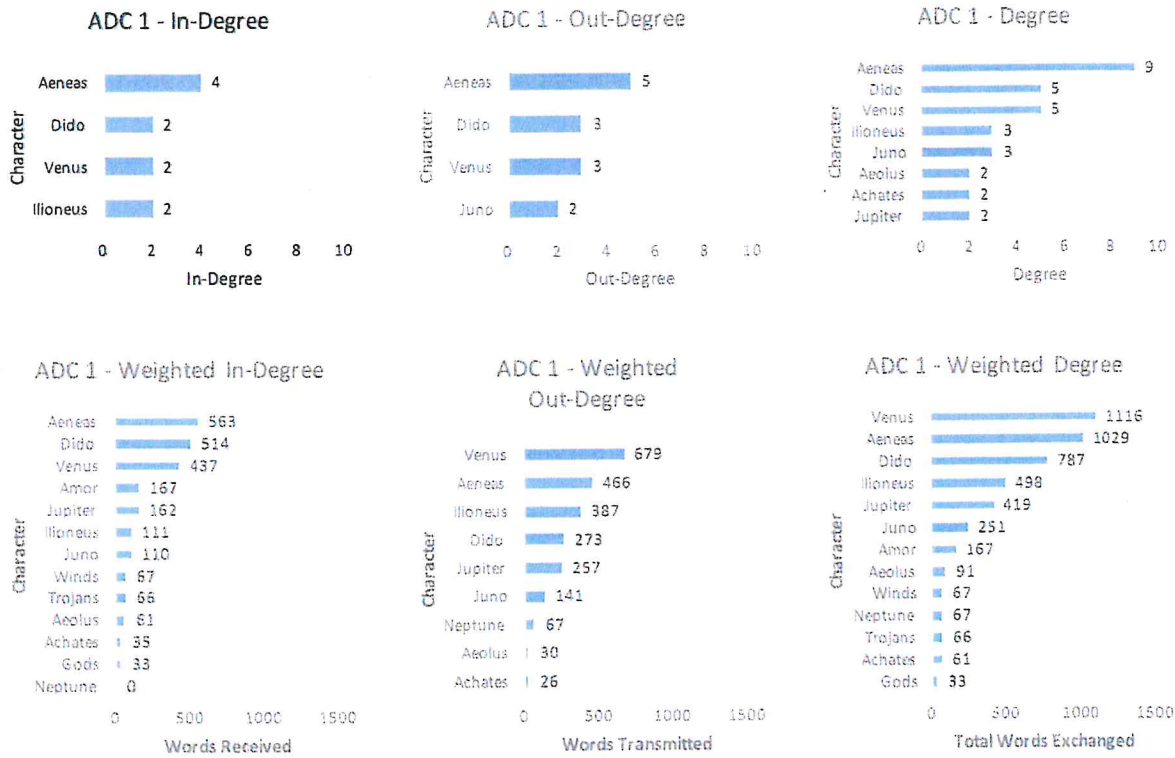 ADC 1 - In-Degree
Character
Aeneas 4
Dido 2
Venus 2
Ilioneus 2
0 2 4 6 8 10
In-Degree
ADC 1 - Out-Degree
Character
Aeneas 5
Dido 3
Venus 3
Juno 2
0 2 4 6 8 10
Out-Degree
ADC 1 - Degree
Character
Aeneas 9
Dido 5
Venus 5
Ilioneus 3
Juno 3
Aeolus 2
Achates 2
Jupiter 2
0 2 4 6 8 10
Degree
ADC 1 - Weighted In-Degree
Character
Aeneas 563
Dido 514
Venus 437
Amor 167
Jupiter 162
Ilioneus 111
Juno 110
Winds 67
Trojans 66
Aeolus 61
Achates 35
Gods 33
Neptune 0
0 500 1000 1500
Words Received
ADC 1 - Weighted
Out-Degree
Character
Venus 679
Aeneas 466
Ilioneus 387
Dido 273
Jupiter 257
Juno 141
Neptune 67
Aeolus 30
Achates 26
0 500 1000 1500
Words Transmitted
ADC 1 - Weighted Degree
Character
Venus 1116
Aeneas 1029
Dido 787
Ilioneus 498
Jupiter 419
Juno 251
Amor 167
Aeolus 91
Winds 67
Neptune 67
Trojans 66
Achates 61
Gods 33
0 500 1000 1500
Total Words Exchanged